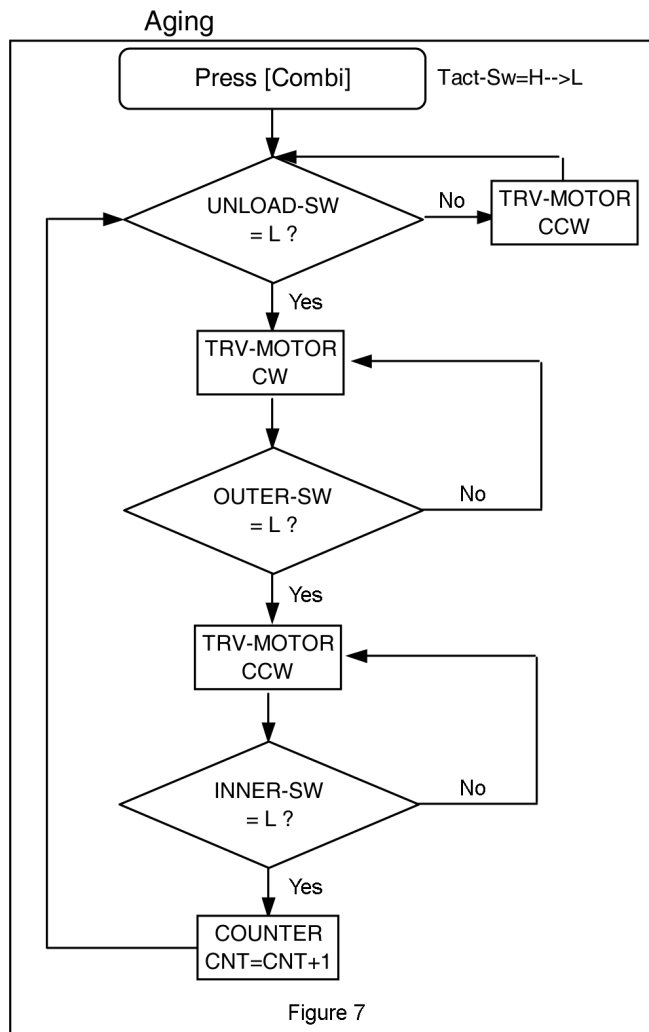 Aging
Press [Combi]
Tact-Sw=H-->L
UNLOAD-SW
= L ?
No
TRV-MOTOR
CCW
Yes
TRV-MOTOR
CW
OUTER-SW
= L ?
No
Yes
TRV-MOTOR
CCW
INNER-SW
= L ?
No
Yes
COUNTER
CNT=CNT+1
Figure 7